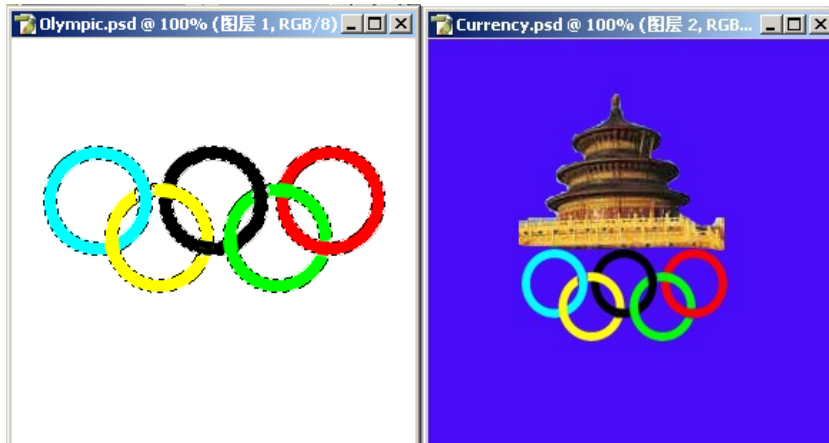 Olympic.psd @ 100% (图层 1, RGB/8)
Currency.psd @ 100% (图层 2, RGB...